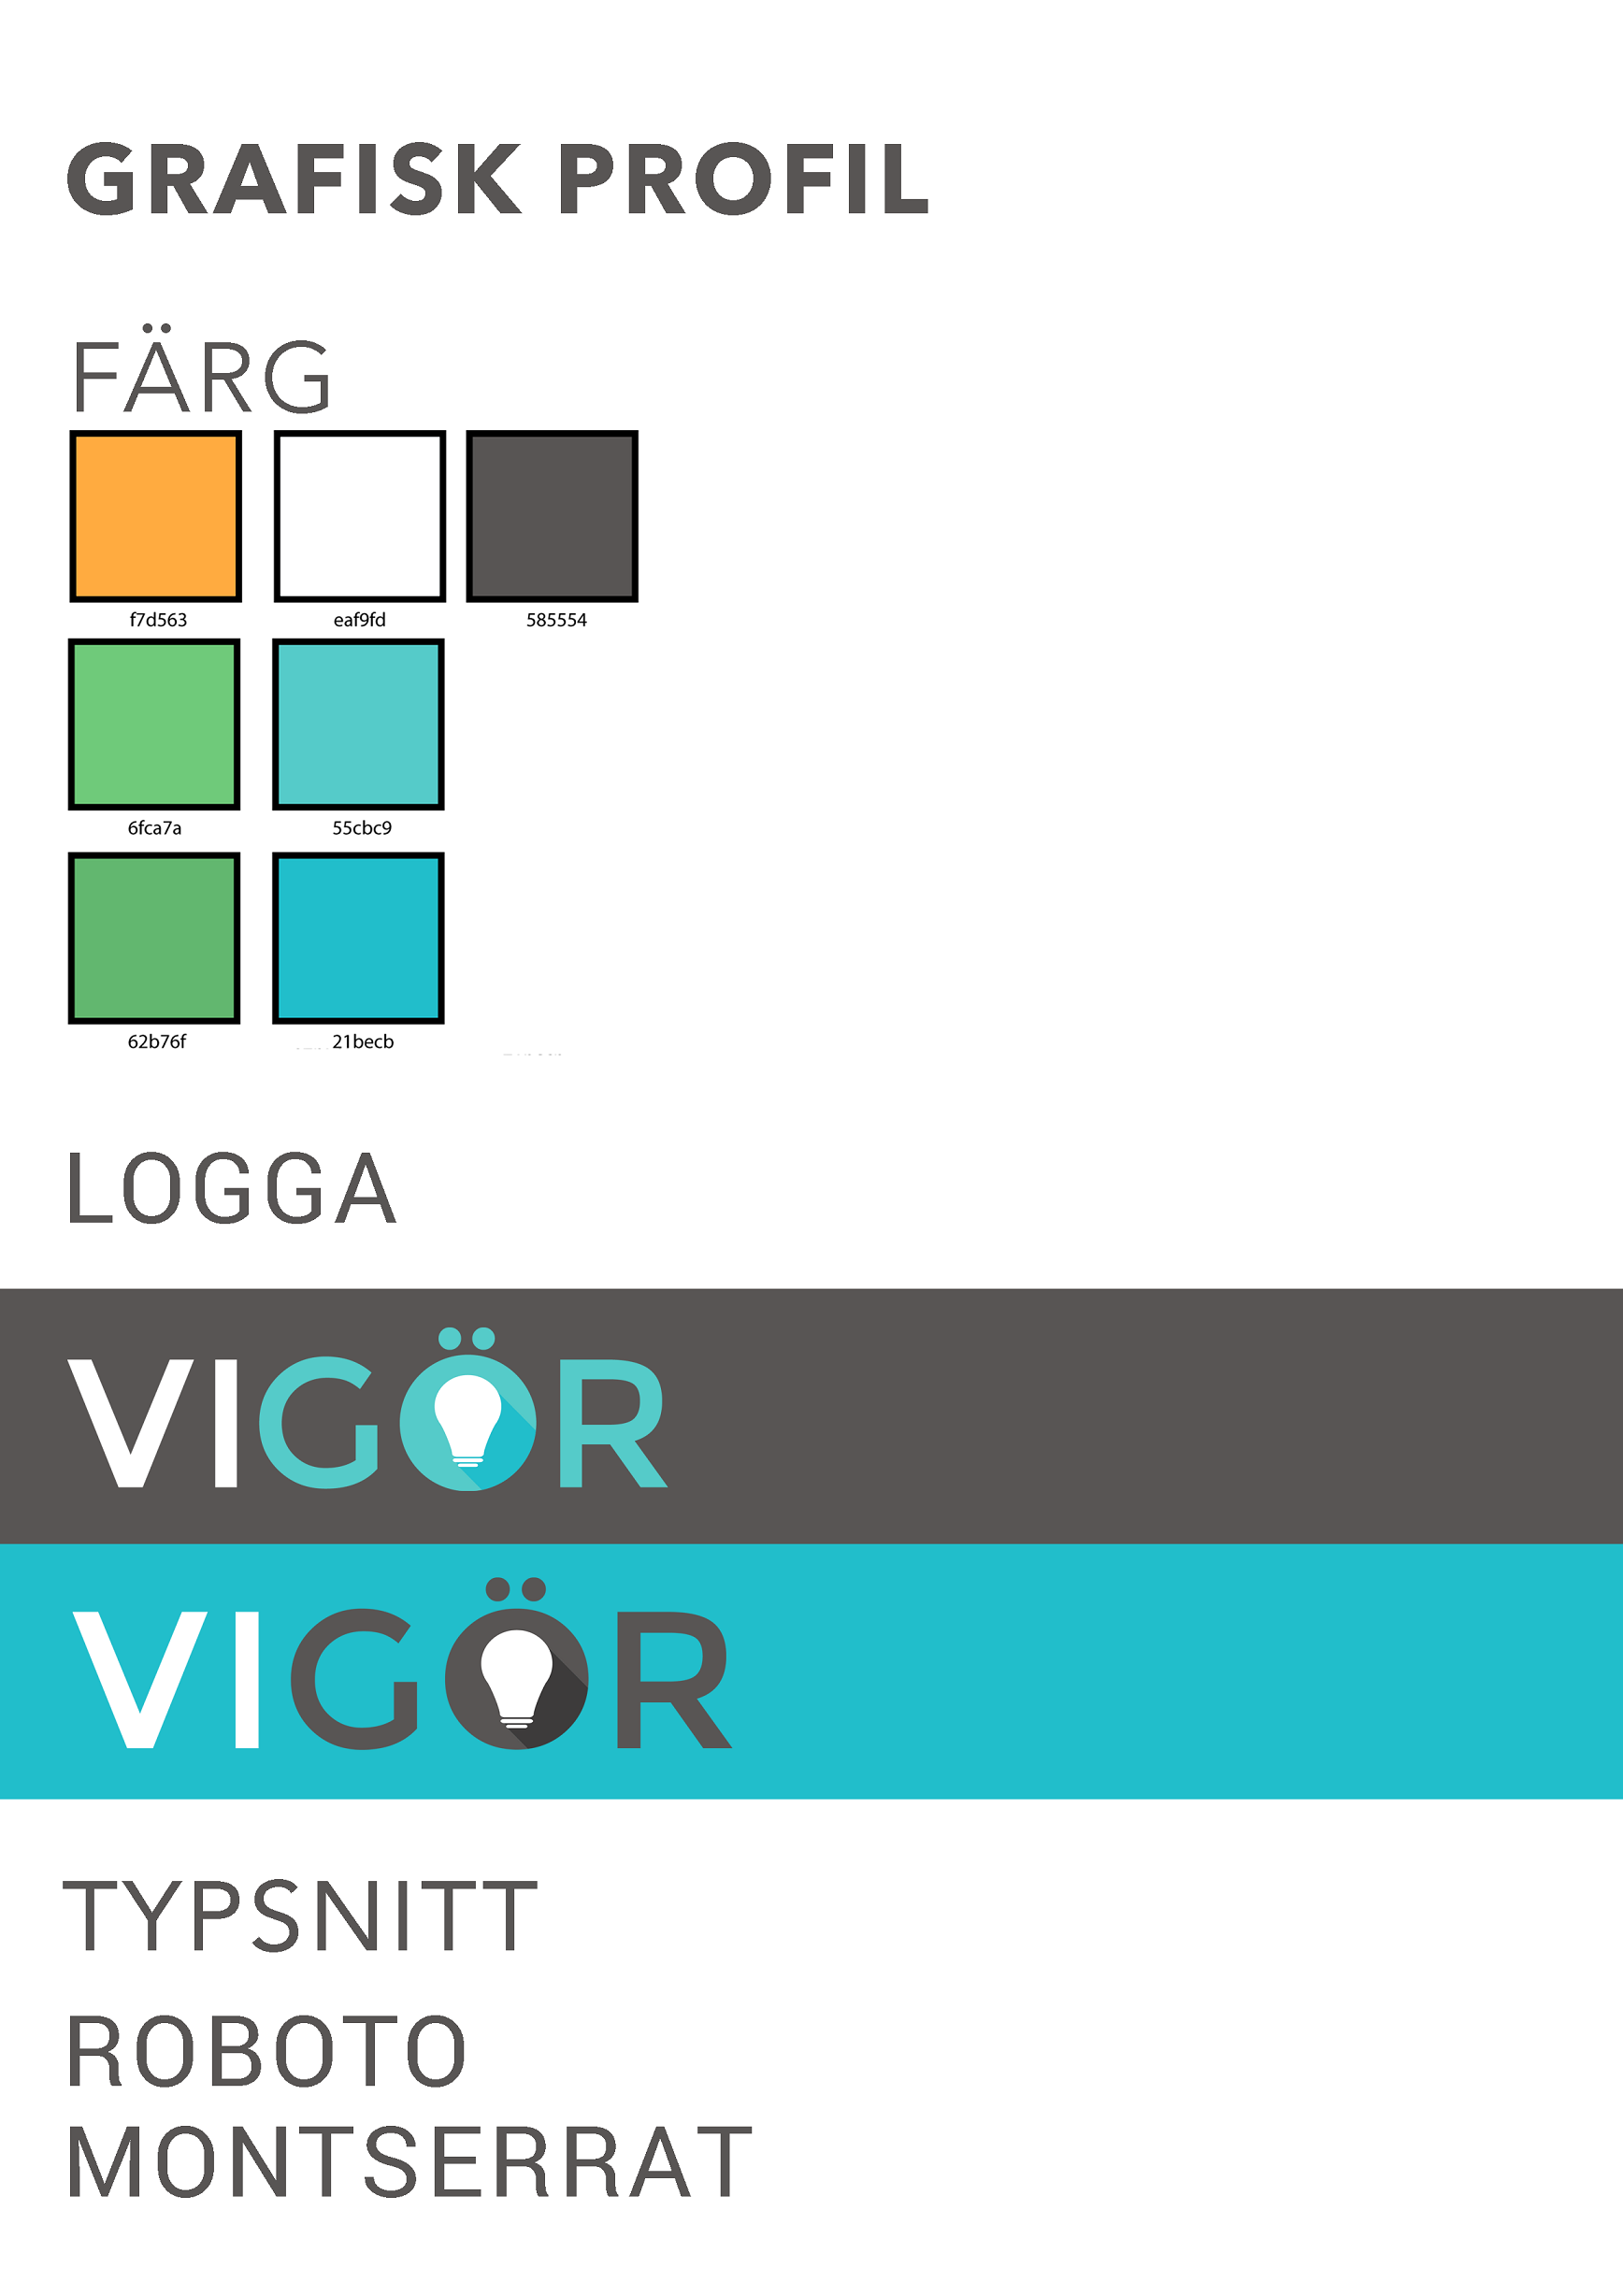 GRAFISK PROFIL
FÄRG
f7d563 eaf9fd 585554
6fca7a 55cbc9
62b76f 21becb
LOGGA
VIGÖR
VIGÖR
TYPSNITT
ROBOTO
MONTSERRAT